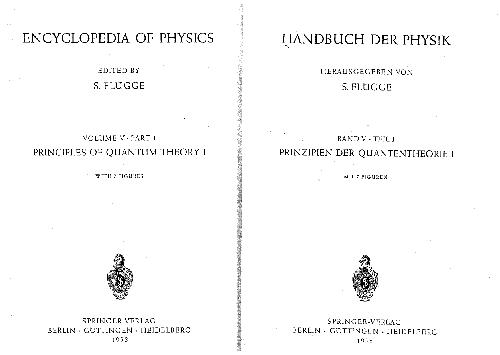 ENCYCLOPEDIA OF PHYSICS
EDITED BY
S. FLÜGGE
VOLUME V · PART 1
PRINCIPLES OF QUANTUM THEORY I
WITH 7 FIGURES
SPRINGER-VERLAG
BERLIN · GÖTTINGEN · HEIDELBERG
1958
HANDBUCH DER PHYSIK
HERAUSGEGEBEN VON
S. FLÜGGE
BAND V · TEIL 1
PRINZIPIEN DER QUANTENTHEORIE I
MIT 7 FIGUREN
SPRINGER-VERLAG
BERLIN · GÖTTINGEN · HEIDELBERG
1958